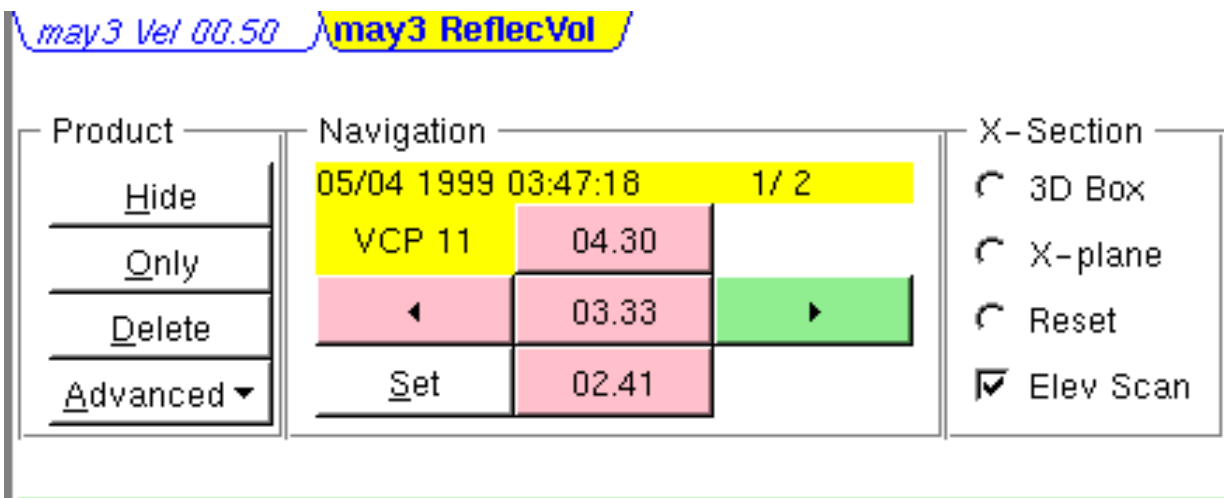 may3 Vel 00.50 may3 ReflecVol
Product
Hide
Only
Delete
Advanced
Navigation
05/04 1999 03:47:18 1/ 2
VCP 11 04.30
03.33
Set 02.41
X-Section
3D Box
X-plane
Reset
Elev Scan